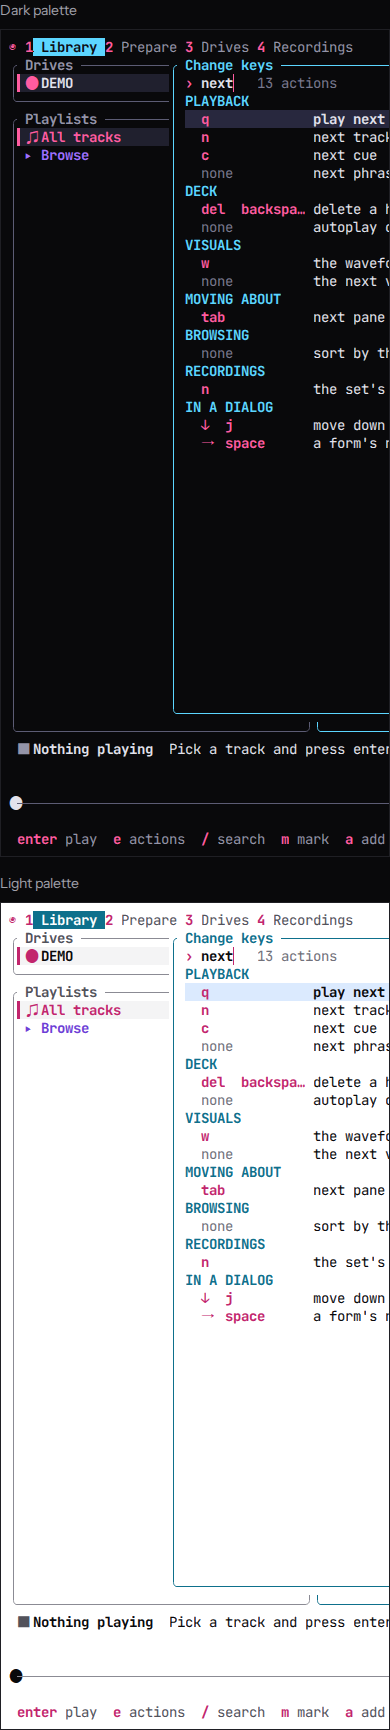 Dark palette
1 Library 2 Prepare 3 Drives 4 Recordings
Drives
DEMO
Playlists
♫All tracks
▸ Browse
Change keys
› next 13 actions
PLAYBACK
q play next
n next track
c next cue
none next phras
DECK
del backspa… delete a h
none autoplay o
VISUALS
w the wavefo
none the next v
MOVING ABOUT
tab next pane
BROWSING
none sort by th
RECORDINGS
n the set's
IN A DIALOG
↓ j move down
→ space a form's n
Nothing playing Pick a track and press enter
enter play e actions / search m mark a add
Light palette
1 Library 2 Prepare 3 Drives 4 Recordings
Drives
DEMO
Playlists
♫All tracks
▸ Browse
Change keys
› next 13 actions
PLAYBACK
q play next
n next track
c next cue
none next phras
DECK
del backspa… delete a h
none autoplay o
VISUALS
w the wavefo
none the next v
MOVING ABOUT
tab next pane
BROWSING
none sort by th
RECORDINGS
n the set's
IN A DIALOG
↓ j move down
→ space a form's n
Nothing playing Pick a track and press enter
enter play e actions / search m mark a add